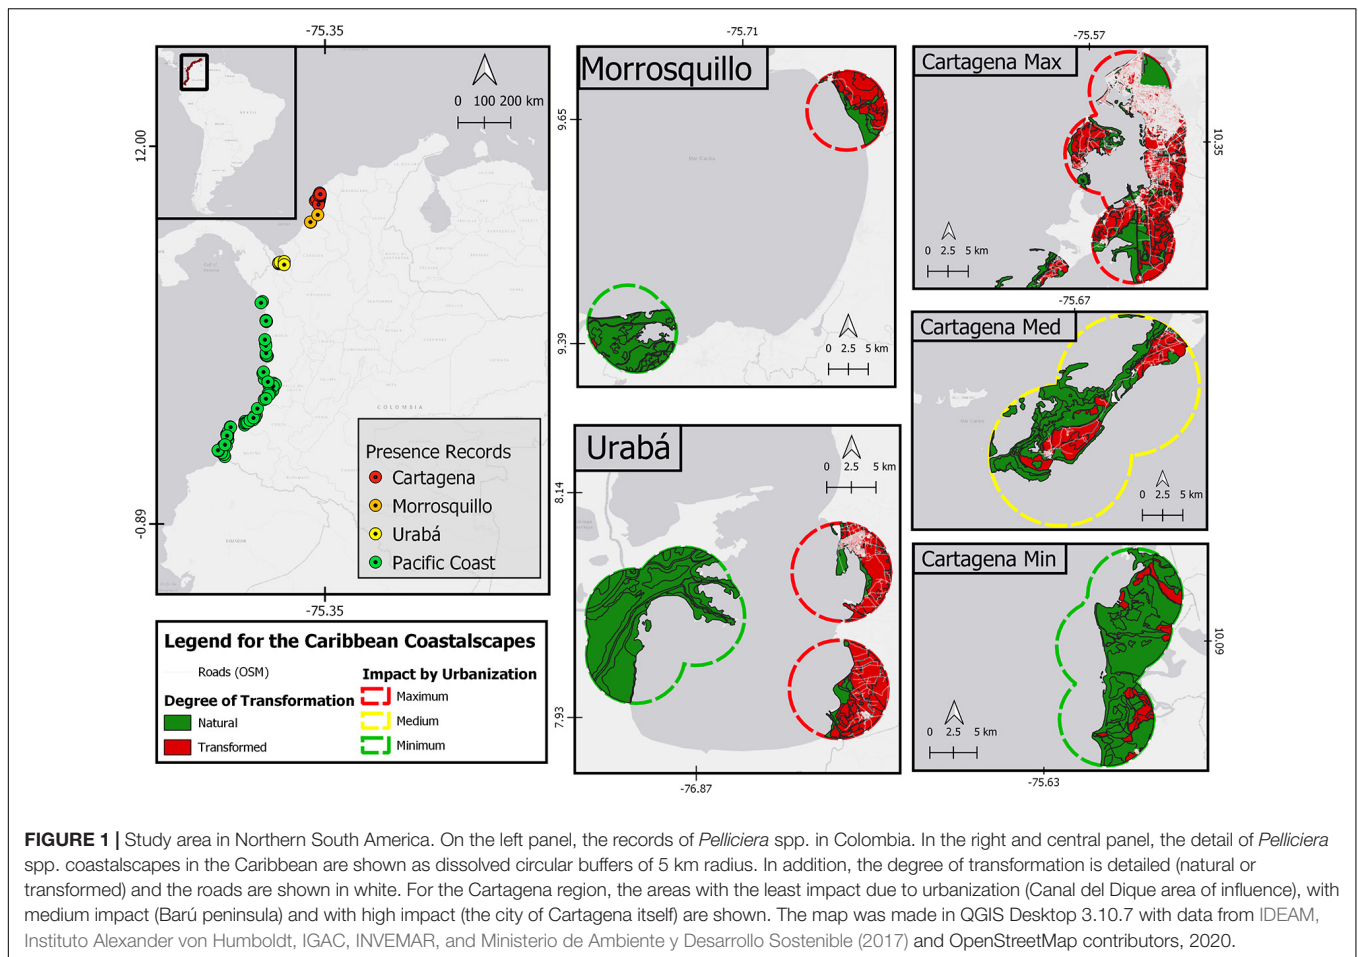 -75.35
12.00
-0.89
-75.35
0 100 200 km
COLOMBIA
ECUADOR
BRASIL
Presence Records
Cartagena
Morrosquillo
Urabá
Pacific Coast
Legend for the Caribbean Coastalscapes
Roads (OSM)
Degree of Transformation
Natural
Transformed
Impact by Urbanization
Maximum
Medium
Minimum
-75.71
Morrosquillo
9.65
9.39
Mar Caribe
0 2.5 5 km
Urabá
8.14
7.93
0 2.5 5 km
-76.87
-75.57
Cartagena Max
10.35
0 2.5 5 km
-75.67
Cartagena Med
0 2.5 5 km
Cartagena Min
10.09
0 2.5 5 km
-75.63
FIGURE 1 | Study area in Northern South America. On the left panel, the records of Pelliciera spp. in Colombia. In the right and central panel, the detail of Pelliciera
spp. coastalscapes in the Caribbean are shown as dissolved circular buffers of 5 km radius. In addition, the degree of transformation is detailed (natural or
transformed) and the roads are shown in white. For the Cartagena region, the areas with the least impact due to urbanization (Canal del Dique area of influence), with
medium impact (Barú peninsula) and with high impact (the city of Cartagena itself) are shown. The map was made in QGIS Desktop 3.10.7 with data from IDEAM,
Instituto Alexander von Humboldt, IGAC, INVEMAR, and Ministerio de Ambiente y Desarrollo Sostenible (2017) and OpenStreetMap contributors, 2020.